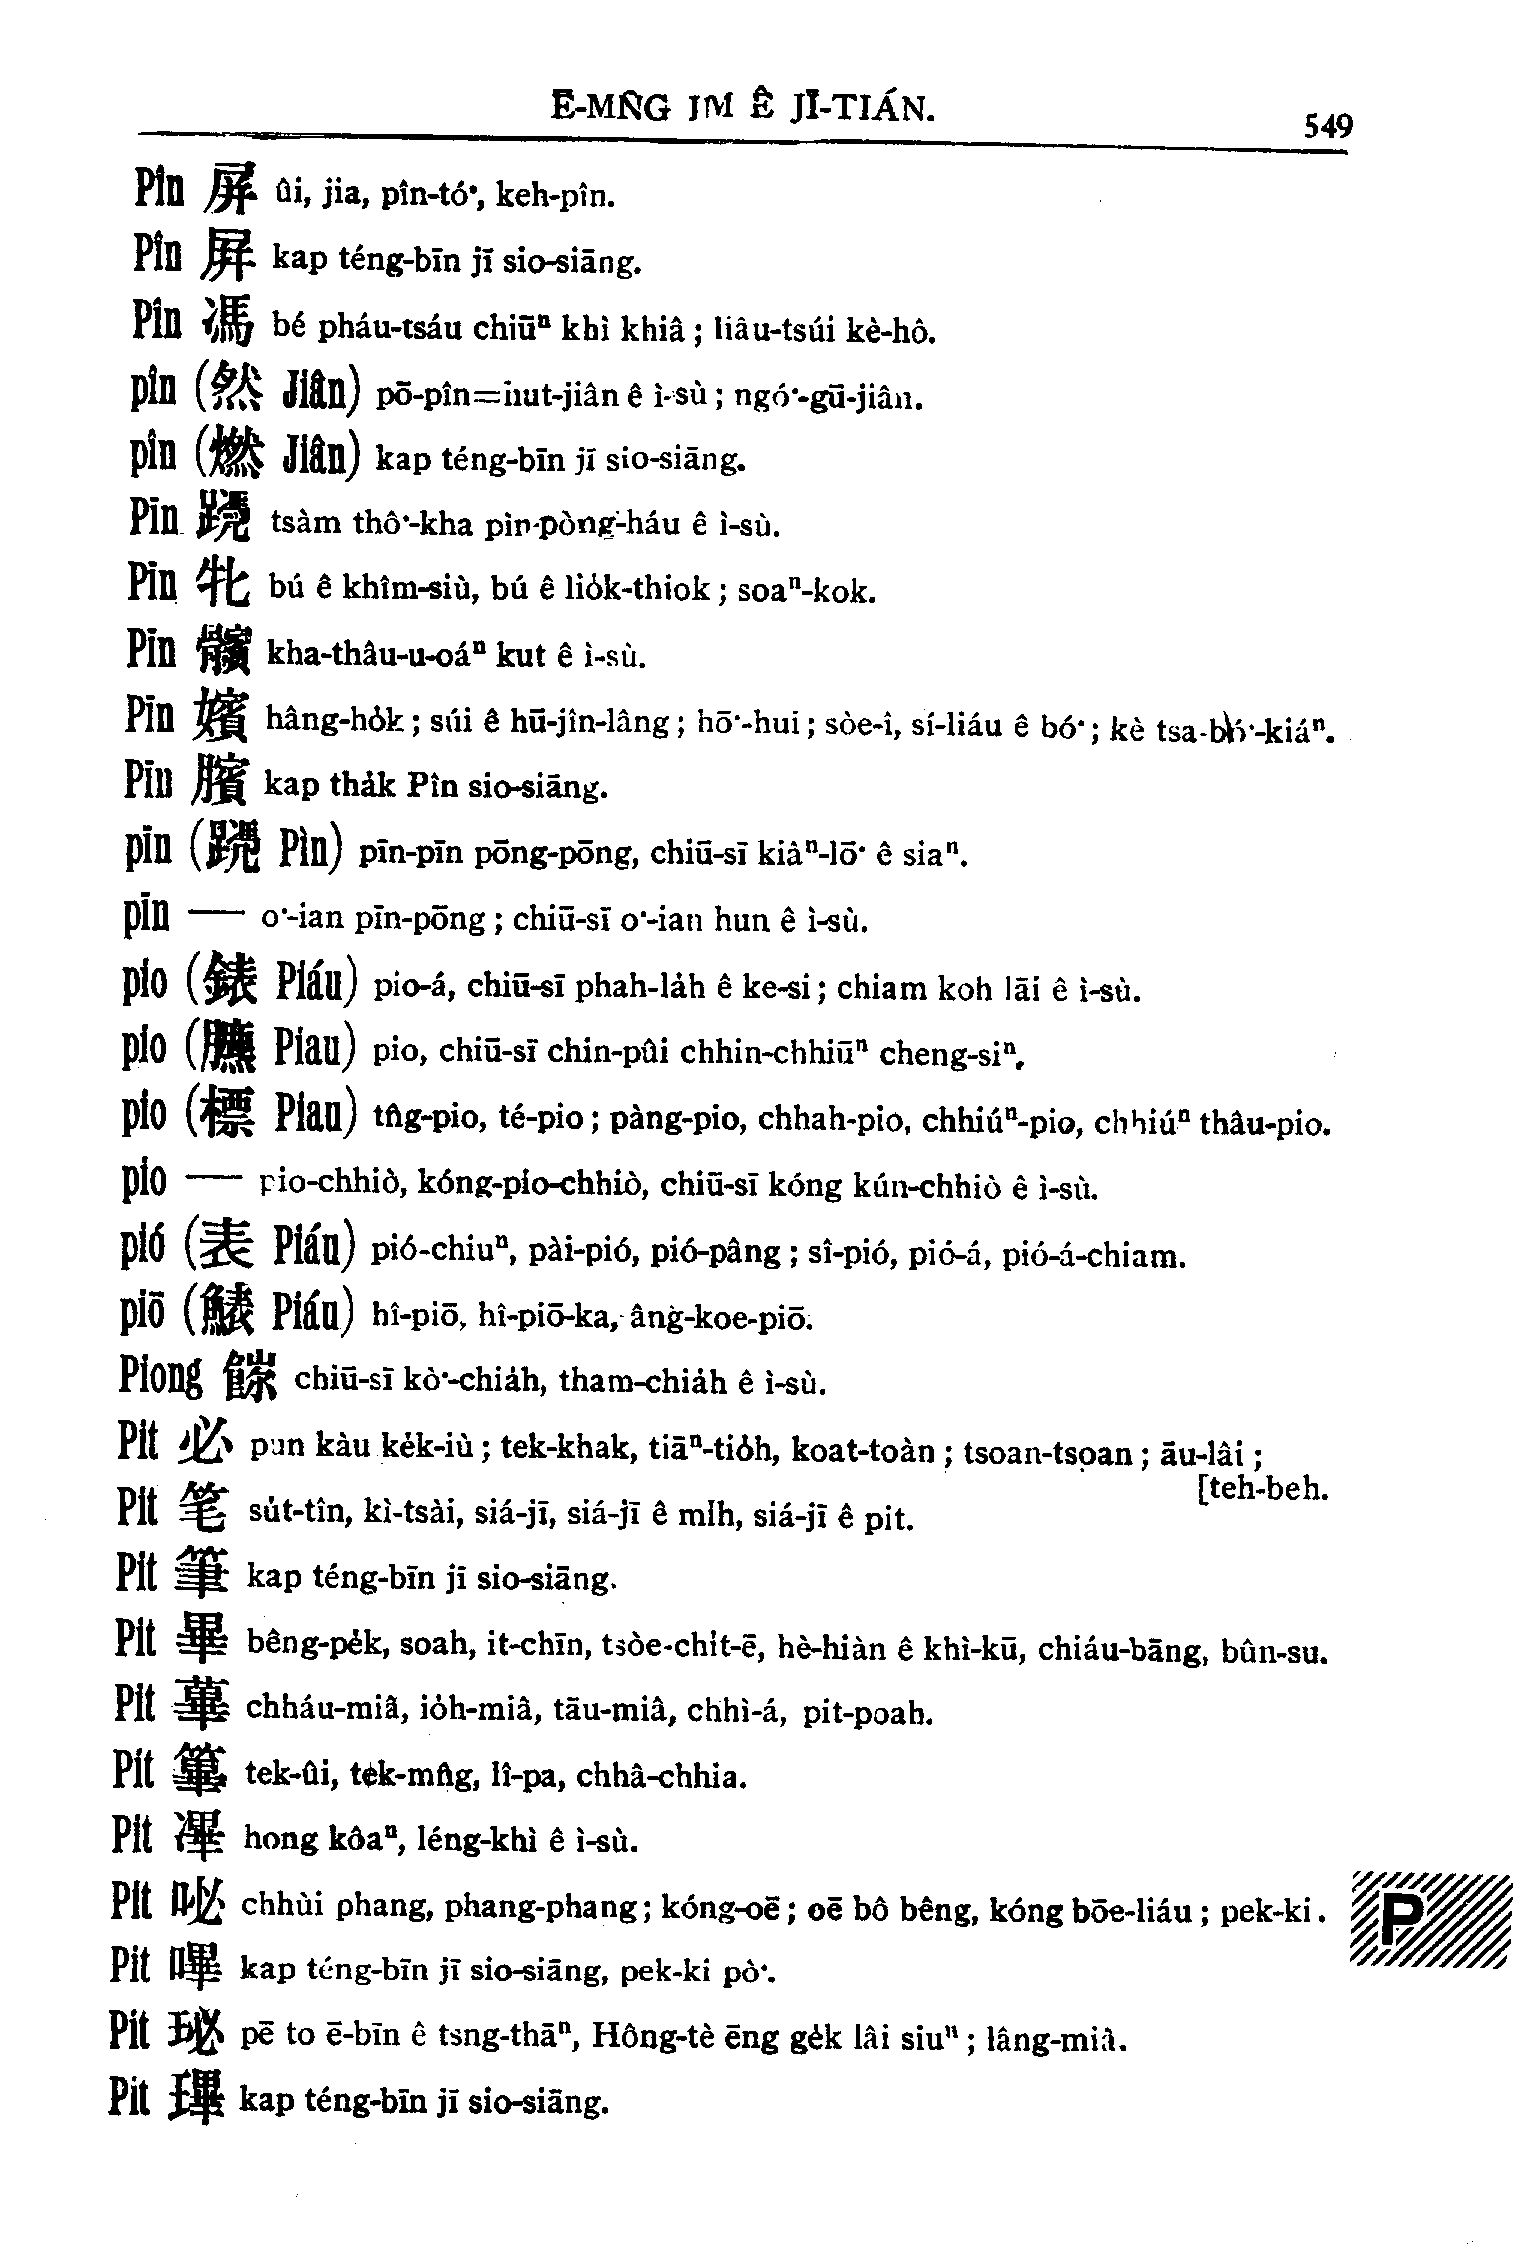 Ē-MN̂G IM Ê JĪ-TIÁN.
549
Pîn 屏 ûi, jia, pîn-tó͘, keh-pîn.
Pîn 屛 kap téng-bīn jī sio-siāng.
Pîn 馮 bé pháu-tsáu chiūⁿ khì khiâ; liâu-tsúi kè-hô.
pîn (然 Jiân) pō-pîn=hut-jiân ê ì-sù; ngó͘-gū-jiân.
pîn (燃 Jiân) kap téng-bīn jī sio-siāng.
Pìn tsàm thô͘-kha pìn-pòng-háu ê ì-sù.
Pīn 牝 bú ê khîm-siù, bú ê lio̍k-thiok; soaⁿ-kok.
Pīn 髕 kha-thâu-u-oáⁿ kut ê ì-sù.
Pīn 嬪 hâng-ho̍k; súi ê hū-jîn-lâng; hō͘-hui; sòe-î, sí-liáu ê bó͘; kè tsa-bó͘-kiáⁿ.
Pīn 臏 kap tha̍k Pîn sio-siāng.
pīn (Pìn) pīn-pīn pōng-pōng, chiū-sī kiâⁿ-lō͘ ê siaⁿ.
pīn — o͘-ian pīn-pōng; chiū-sī o͘-ian hun ê ì-sù.
pio (錶 Piáu) pio-á, chiū-sī phah-la̍h ê ke-si; chiam koh lāi ê ì-sù.
pio (臕 Piau) pio, chiū-sī chin-pûi chhin-chhiūⁿ cheng-siⁿ.
pio (標 Piau) tn̂g-pio, té-pio; pàng-pio, chhah-pio, chhiúⁿ-pio, chhiúⁿ thâu-pio.
pio — pio-chhiò, kóng-pio-chhiò, chiū-sī kóng kún-chhiò ê ì-sù.
pió (表 Piáu) pió-chiuⁿ, pài-pió, pió-pâng; sî-pió, pió-á, pió-á-chiam.
piō (鰾 Piáu) hî-piō, hî-piō-ka, âng-koe-piō.
Piong chiū-sī kò͘-chia̍h, tham-chia̍h ê ì-sù.
Pit 必 pun kàu ke̍k-iù; tek-khak, tiāⁿ-tio̍h, koat-toàn; tsoan-tsoan; āu-lâi;
[teh-beh.
Pit 笔 su̍t-tîn, kì-tsài, siá-jī, siá-jī ê mi̍h, siá-jī ê pit.
Pit 筆 kap téng-bīn jī sio-siāng.
Pit 畢 bêng-pe̍k, soah, it-chīn, tsòe-chi̍t-ē, hè-hiàn ê khì-kū, chiáu-bāng, bûn-su.
Pit 蓽 chháu-miâ, io̍h-miâ, tāu-miâ, chhì-á, pit-poah.
Pit 篳 tek-ûi, tek-mn̂g, lî-pa, chhâ-chhia.
Pit 滭 hong kôaⁿ, léng-khì ê ì-sù.
Pit 咇 chhùi phang, phang-phang; kóng-oē; oē bô bêng, kóng bōe-liáu; pek-ki.
P
Pit 嗶 kap téng-bīn jī sio-siāng, pek-ki pò͘.
Pit 珌 pē to ē-bīn ê tsng-thāⁿ, Hông-tè ēng ge̍k lâi siuⁿ; lâng-miâ.
Pit 㻫 kap téng-bīn jī sio-siāng.